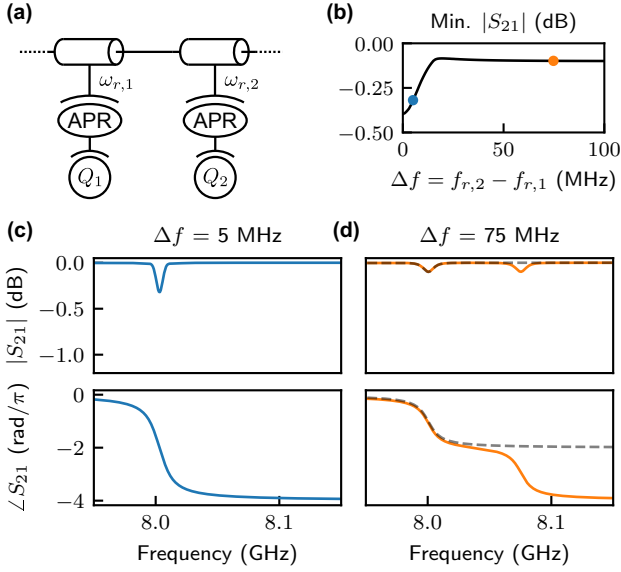 (a)
ω_{r,1} ω_{r,2}
APR APR
Q_1 Q_2
(b) Min. |S_{21}| (dB)
0.00
−0.25
−0.50
0 50 100
Δf = f_{r,2} − f_{r,1} (MHz)
(c) Δf = 5 MHz
|S_{21}| (dB)
0.0
−0.5
−1.0
∠S_{21} (rad/π)
0
−2
−4
8.0 8.1
Frequency (GHz)
(d) Δf = 75 MHz
8.0 8.1
Frequency (GHz)